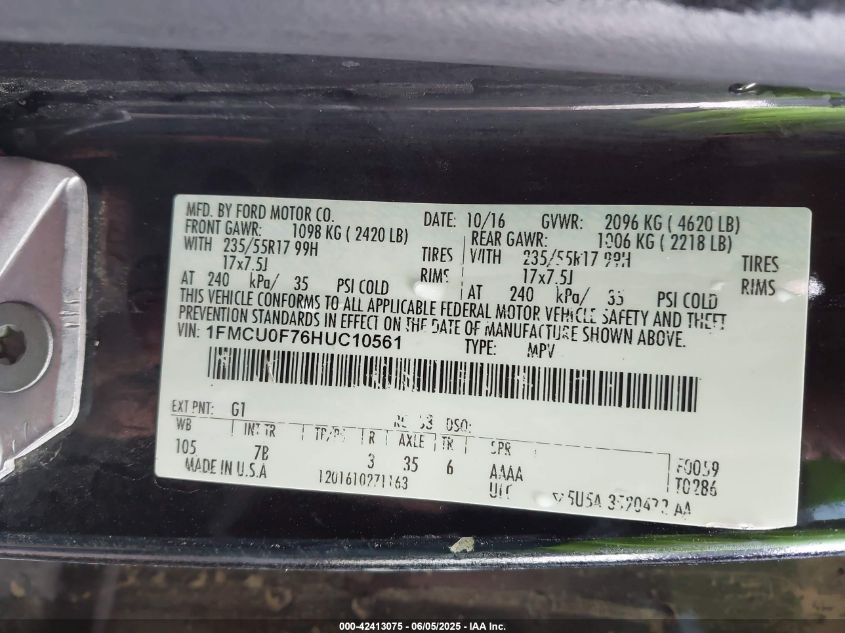 MFD. BY FORD MOTOR CO. DATE: 10/16 GVWR: 2096 KG ( 4620 LB)
FRONT GAWR: 1098 KG ( 2420 LB) REAR GAWR: 1006 KG ( 2218 LB)
WITH 235/55R17 99H TIRES WITH 235/55R17 99H TIRES
17x7.5J RIMS 17x7.5J RIMS
AT 240 kPa/ 35 PSI COLD AT 240 kPa/ 35 PSI COLD
THIS VEHICLE CONFORMS TO ALL APPLICABLE FEDERAL MOTOR VEHICLE SAFETY AND THEFT
PREVENTION STANDARDS IN EFFECT ON THE DATE OF MANUFACTURE SHOWN ABOVE.
VIN: 1FMCU0F76HUC10561 TYPE: MPV
EXT PNT: G1 53 DSO:
WB INT TR TP/PS R AXLE TR SPR
105 7B 3 35 6 AAAA F0059
MADE IN U.S.A 1201610271163 T0286
000-42413075 - 06/05/2025 - IAA Inc.